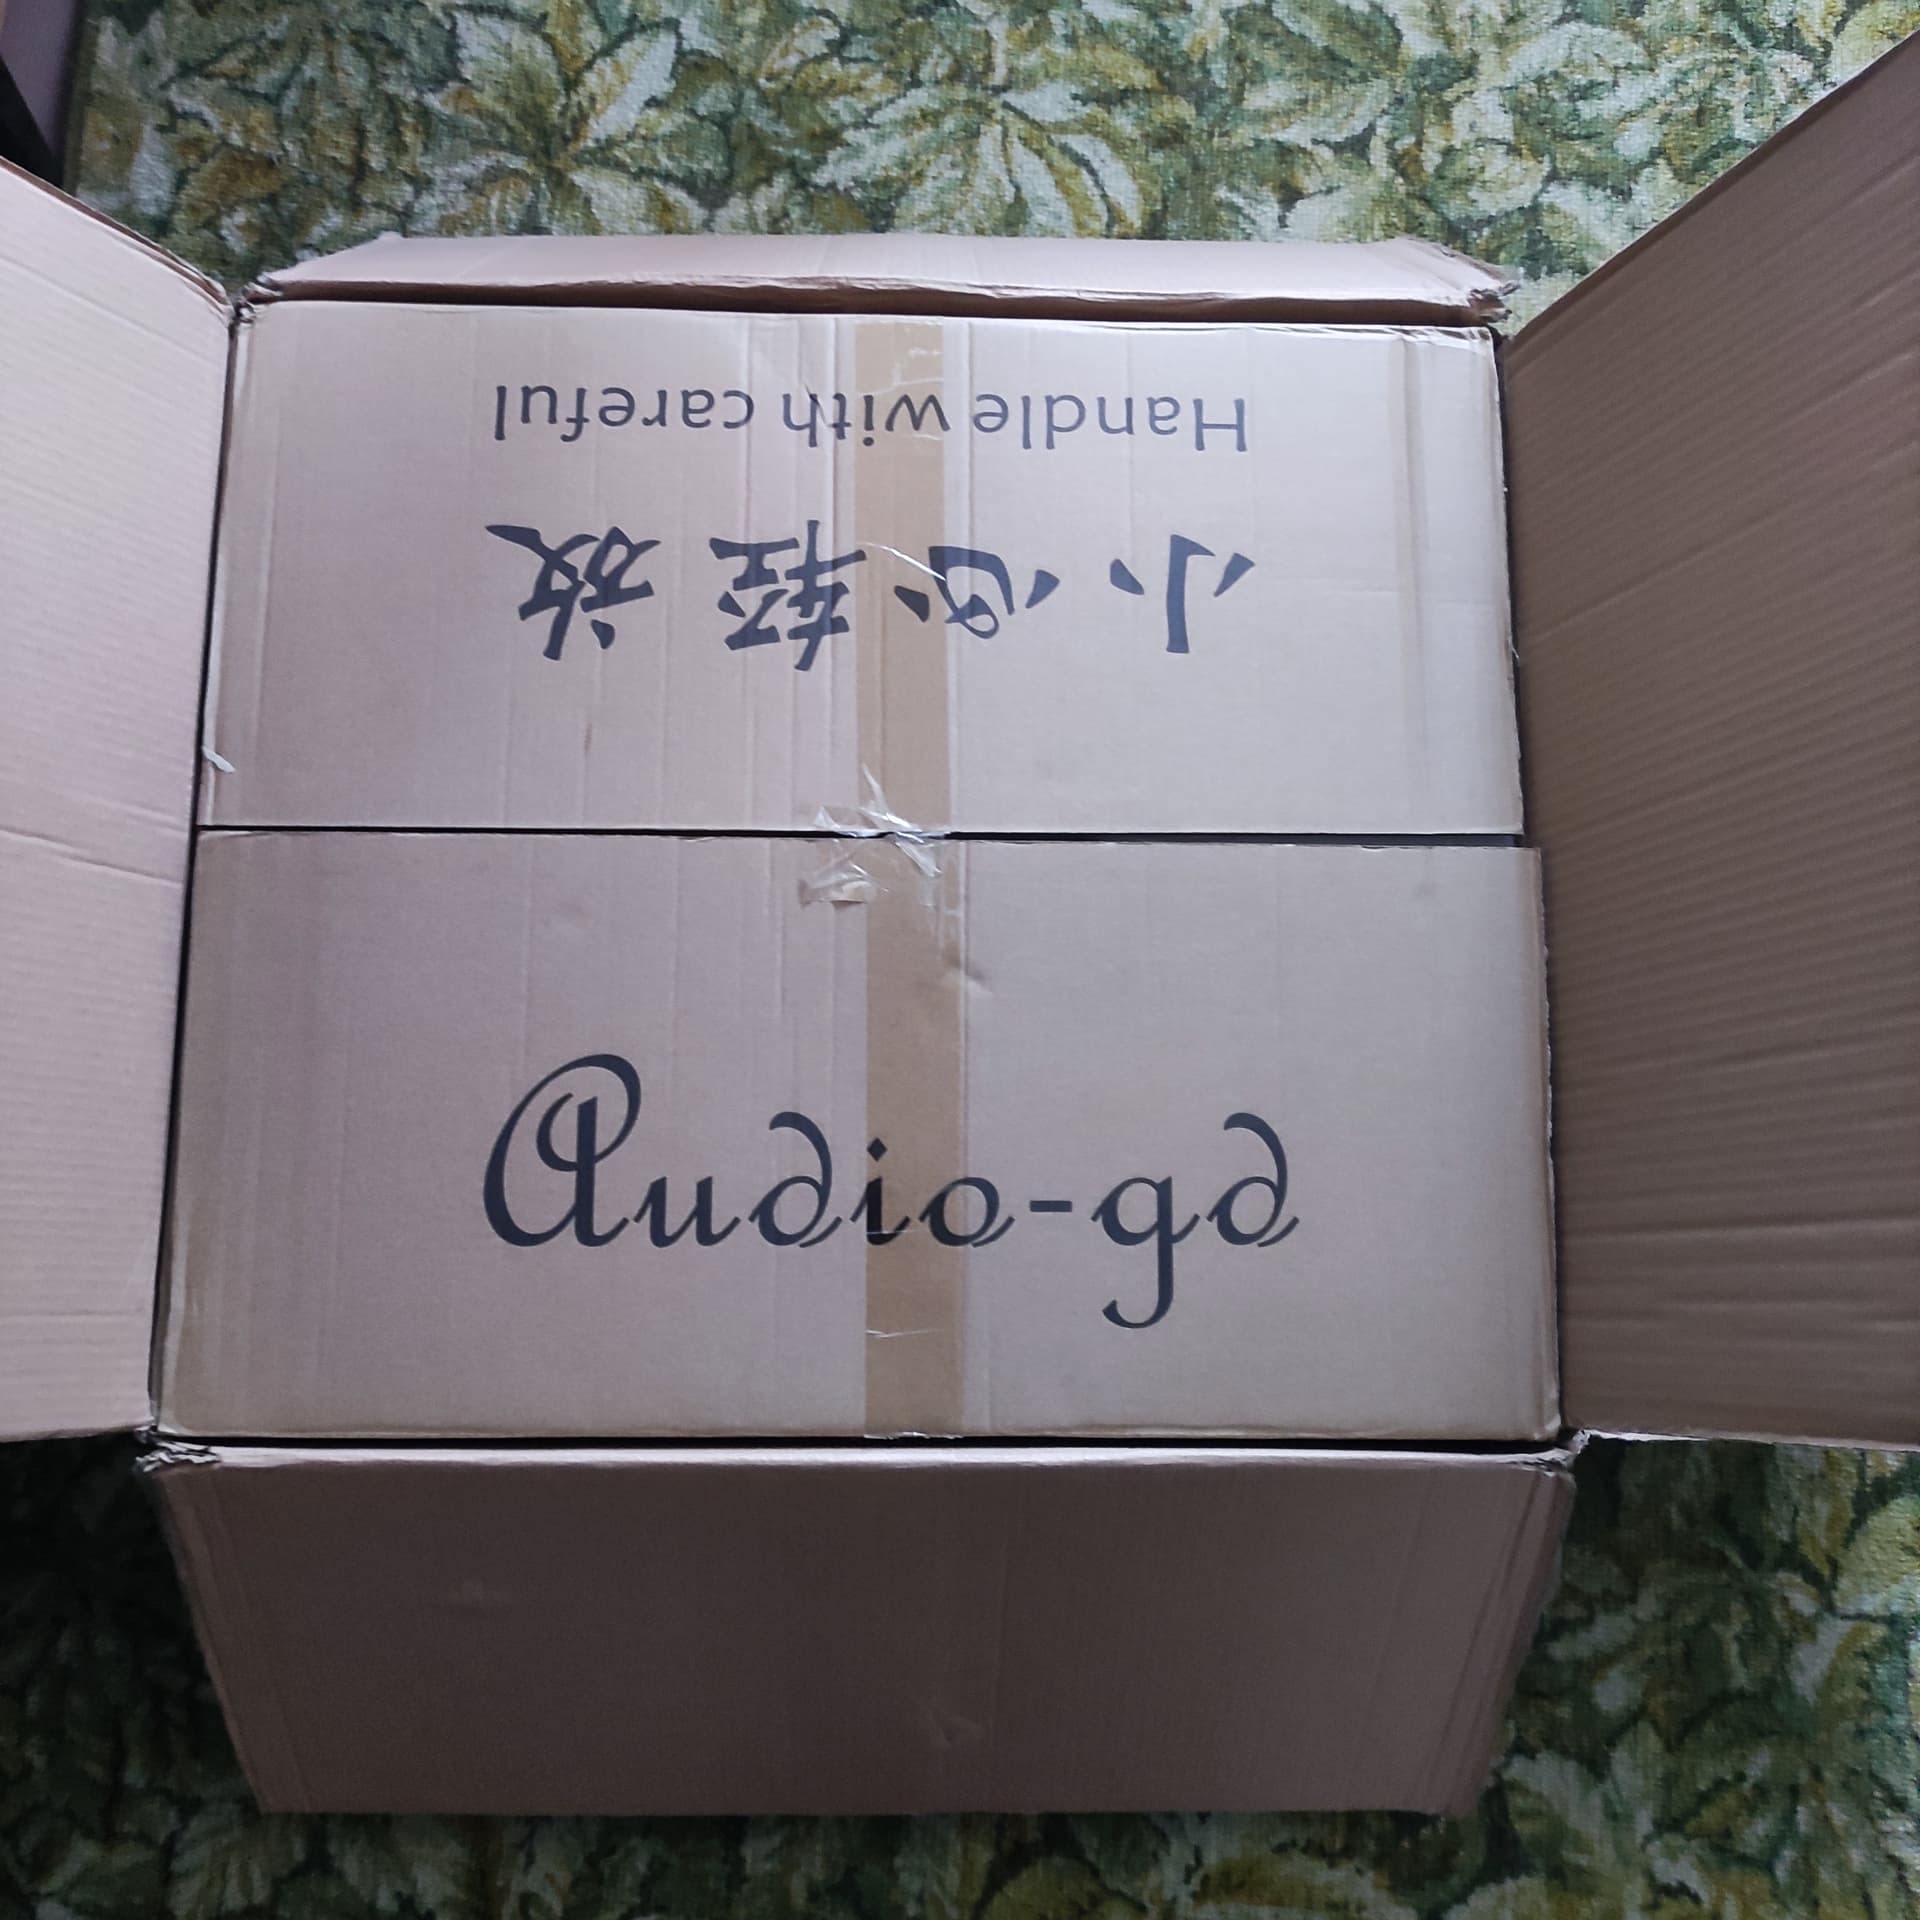 Handle with careful
小心轻放
Audio-gd